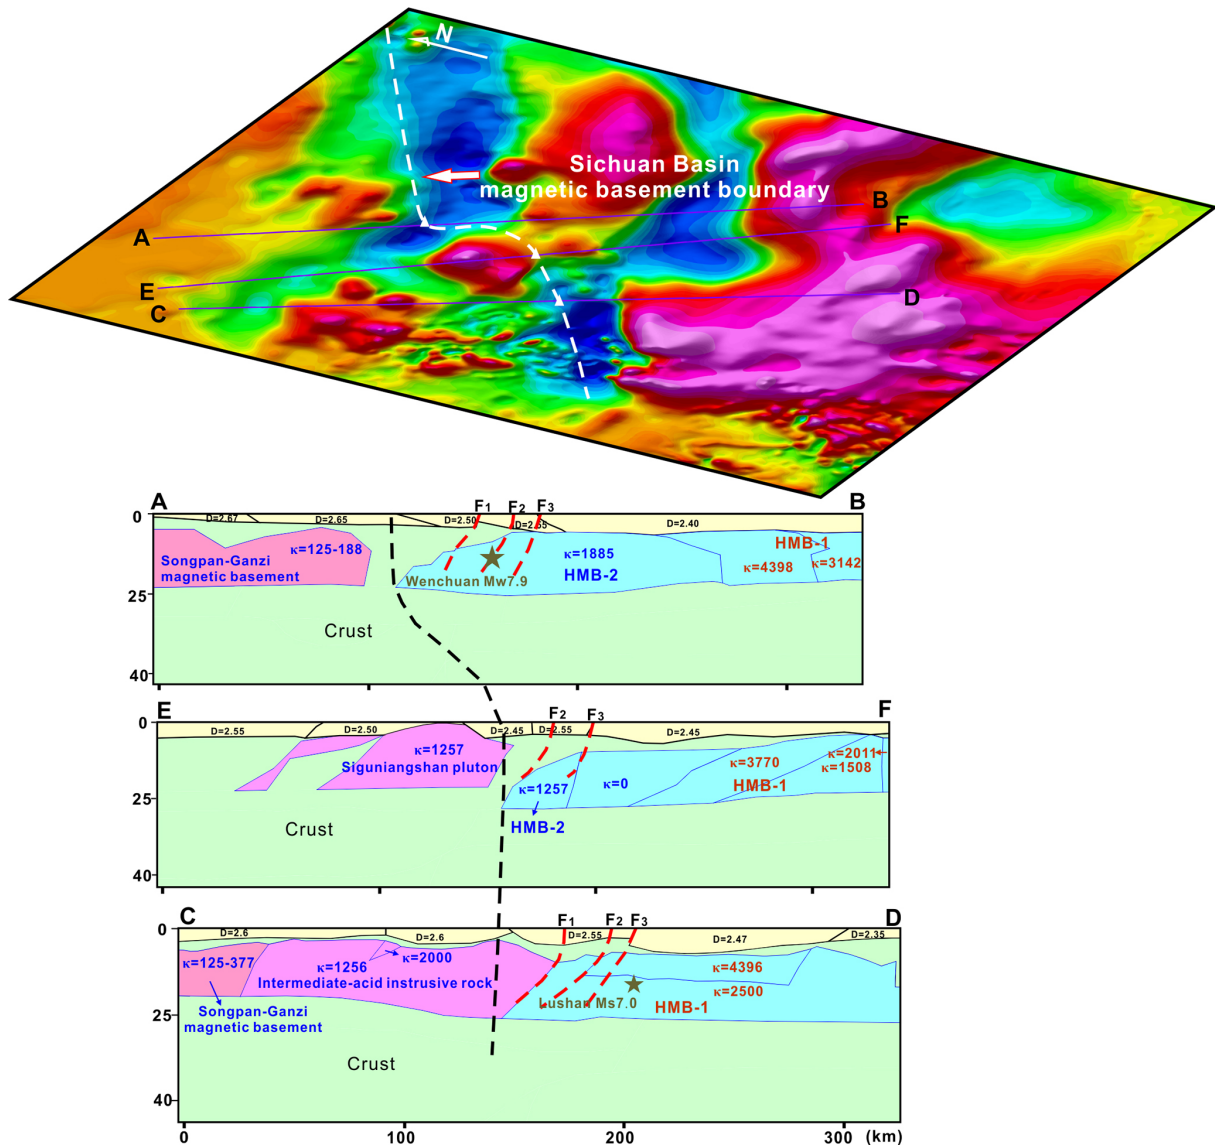 N
Sichuan Basin
magnetic basement boundary
B
A
F
E
C
D
A
B
F1
F2
F3
0
D=2.67
D=2.65
D=2.50
D=2.55
D=2.40
κ=125-188
Songpan-Ganzi
magnetic basement
κ=1885
HMB-2
HMB-1
κ=4398
κ=3142
Wenchuan Mw7.9
25
Crust
40
E
F
F2
F3
0
D=2.55
D=2.50
D=2.45
D=2.55
D=2.45
κ=1257
Siguniangshan pluton
κ=2011
κ=3770
κ=1508
HMB-1
κ=1257
κ=0
25
HMB-2
Crust
40
C
D
F1
F2
F3
0
D=2.6
D=2.6
D=2.55
D=2.47
D=2.35
κ=125-377
κ=1256
κ=2000
Intermediate-acid instrusive rock
κ=4396
κ=2500
Lushan Ms7.0
HMB-1
Songpan-Ganzi
magnetic basement
25
Crust
40
0
100
200
300
(km)